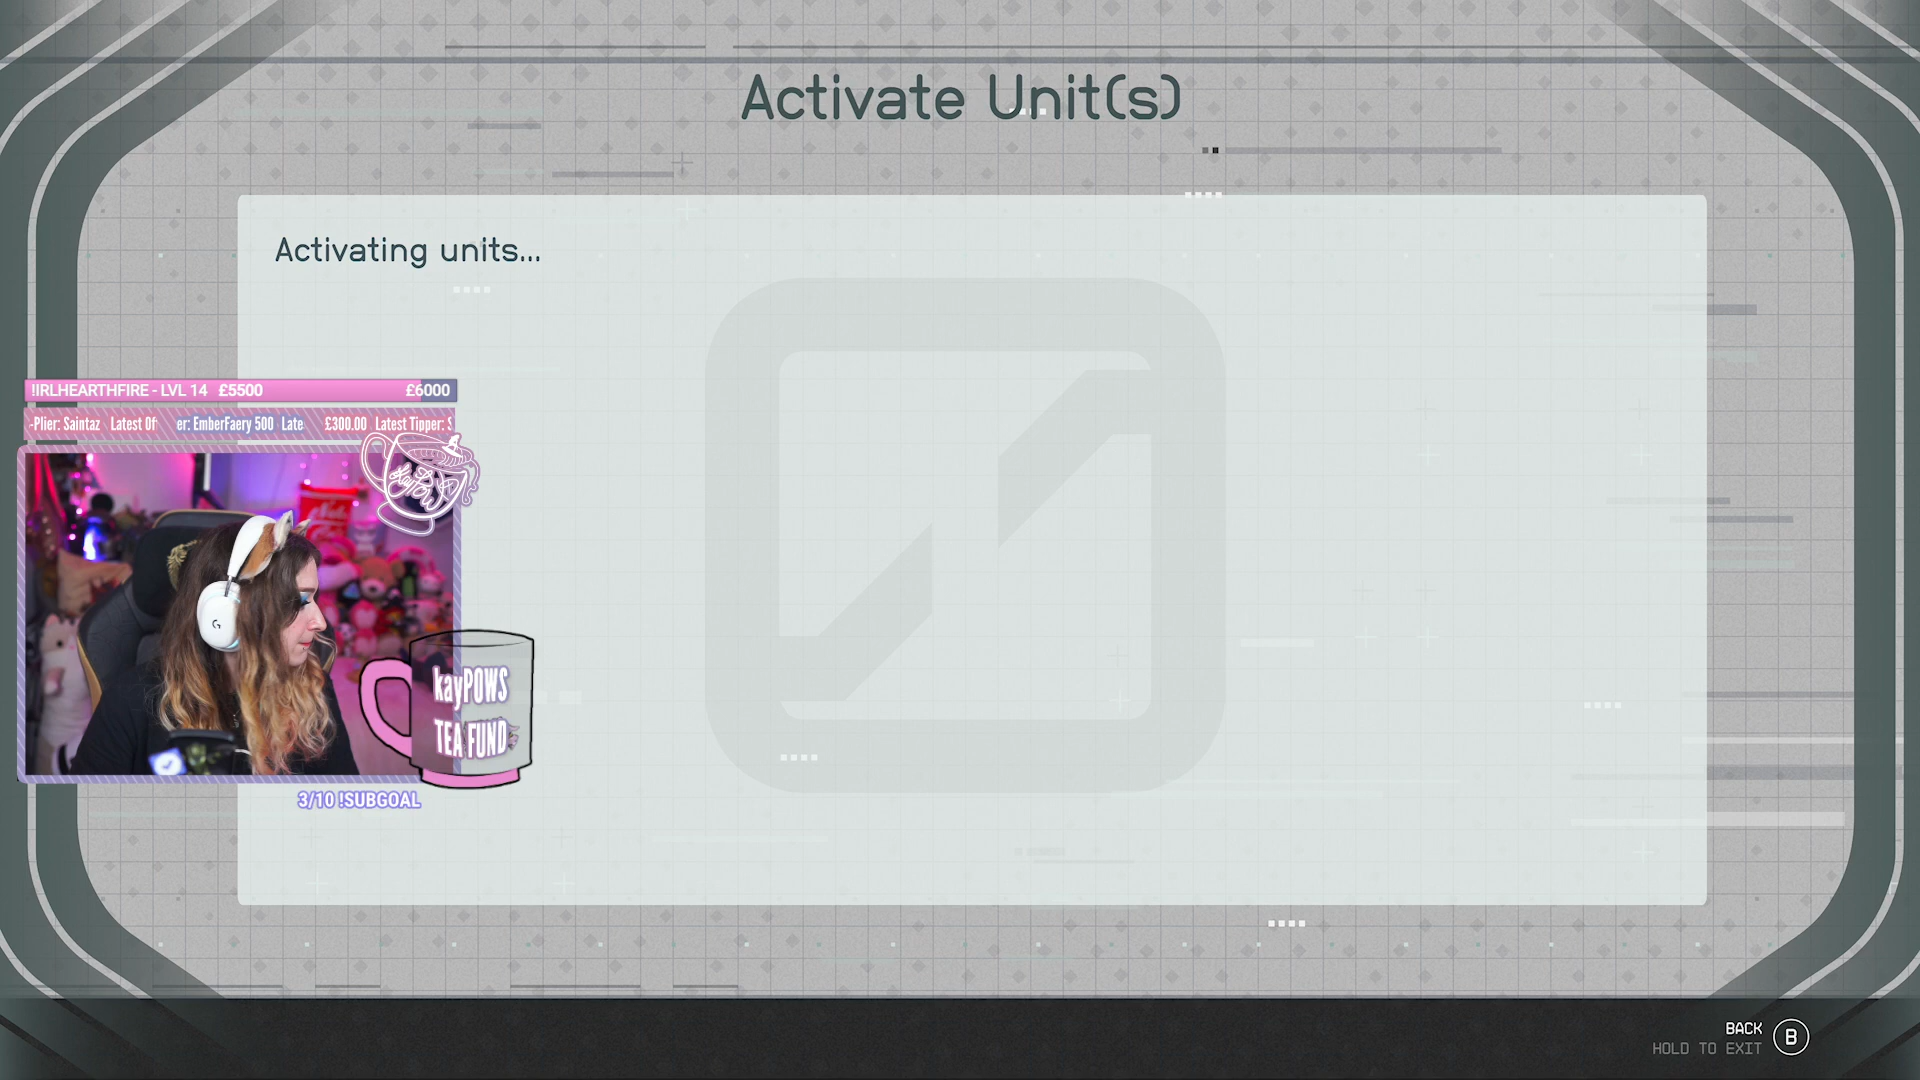 Activate Unit(s)
Activating units...
!IRLHEARTHFIRE - LVL 14 £5500 £6000
-Plier: Saintaz Latest Of er: EmberFaery 500 Late £300.00 Latest Tipper: S
KayPow
G
kayPOWS
TEA FUND
3/10 !SUBGOAL
BACK
HOLD TO EXIT
B